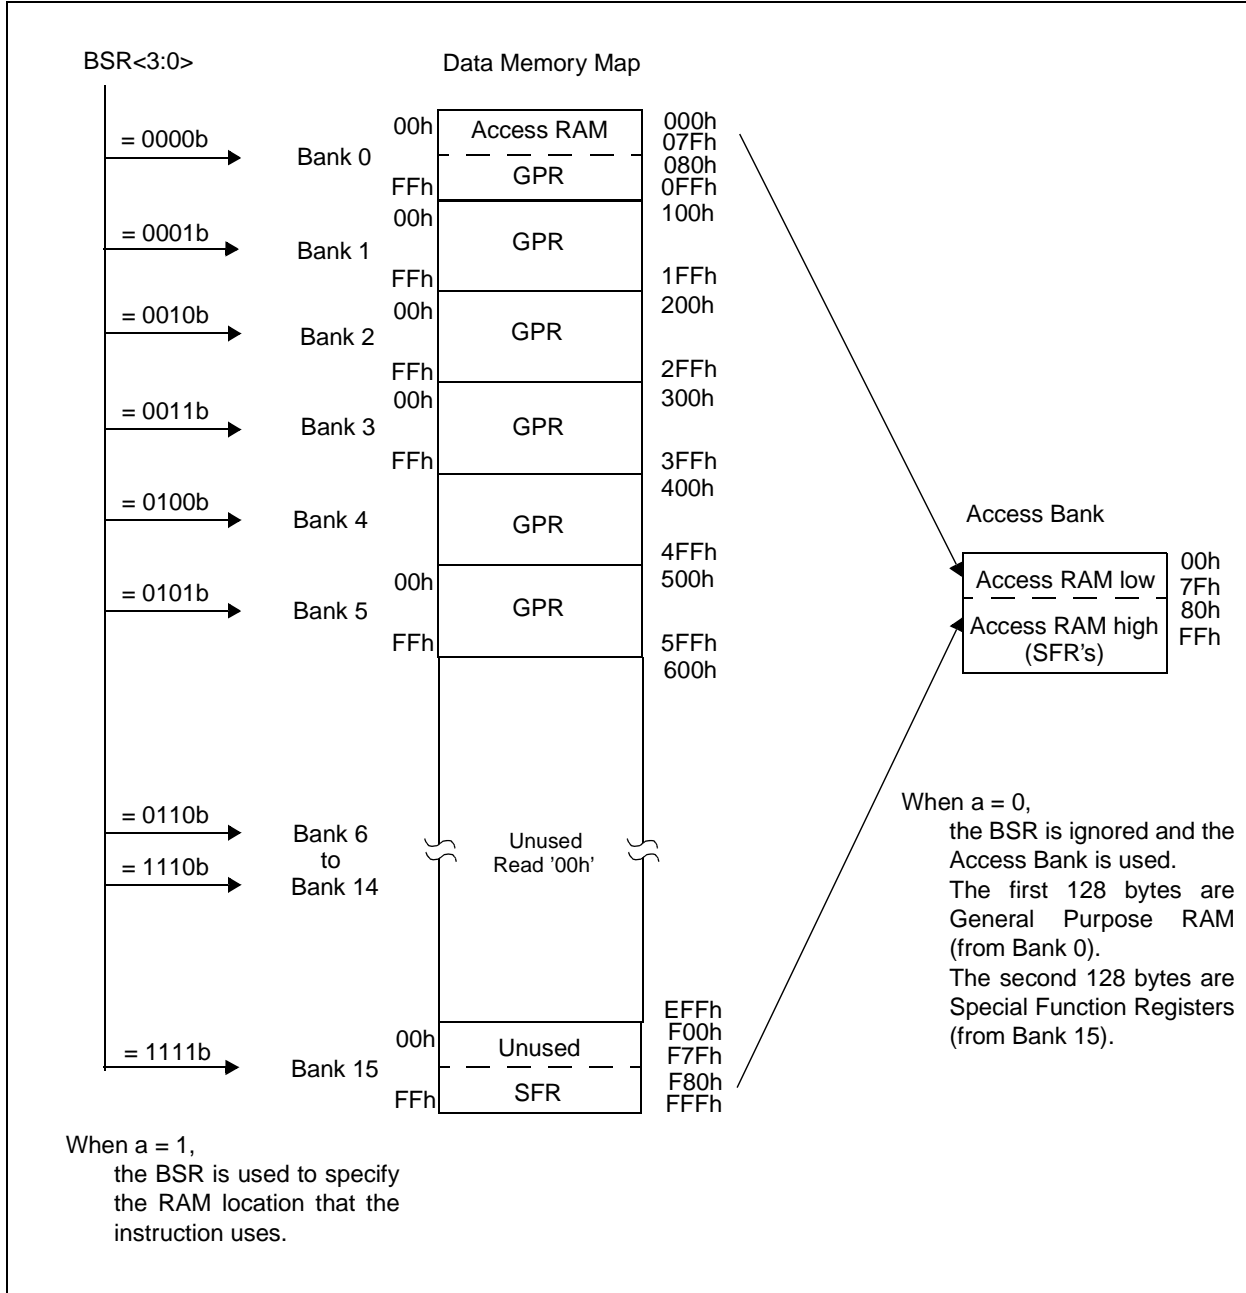 BSR<3:0>
Data Memory Map
= 0000b
Bank 0
00h
Access RAM
000h
07Fh
GPR
080h
FFh
0FFh
= 0001b
Bank 1
00h
GPR
100h
FFh
1FFh
= 0010b
Bank 2
00h
GPR
200h
FFh
2FFh
= 0011b
Bank 3
00h
GPR
300h
FFh
3FFh
= 0100b
Bank 4
GPR
400h
4FFh
= 0101b
Bank 5
00h
GPR
500h
FFh
5FFh
600h
= 0110b
= 1110b
Bank 6
to
Bank 14
Unused
Read '00h'
EFFh
= 1111b
Bank 15
00h
Unused
F00h
F7Fh
FFh
SFR
F80h
FFFh
Access Bank
Access RAM low
00h
7Fh
Access RAM high
(SFR's)
80h
FFh
When a = 0,
the BSR is ignored and the
Access Bank is used.
The first 128 bytes are
General Purpose RAM
(from Bank 0).
The second 128 bytes are
Special Function Registers
(from Bank 15).
When a = 1,
the BSR is used to specify
the RAM location that the
instruction uses.